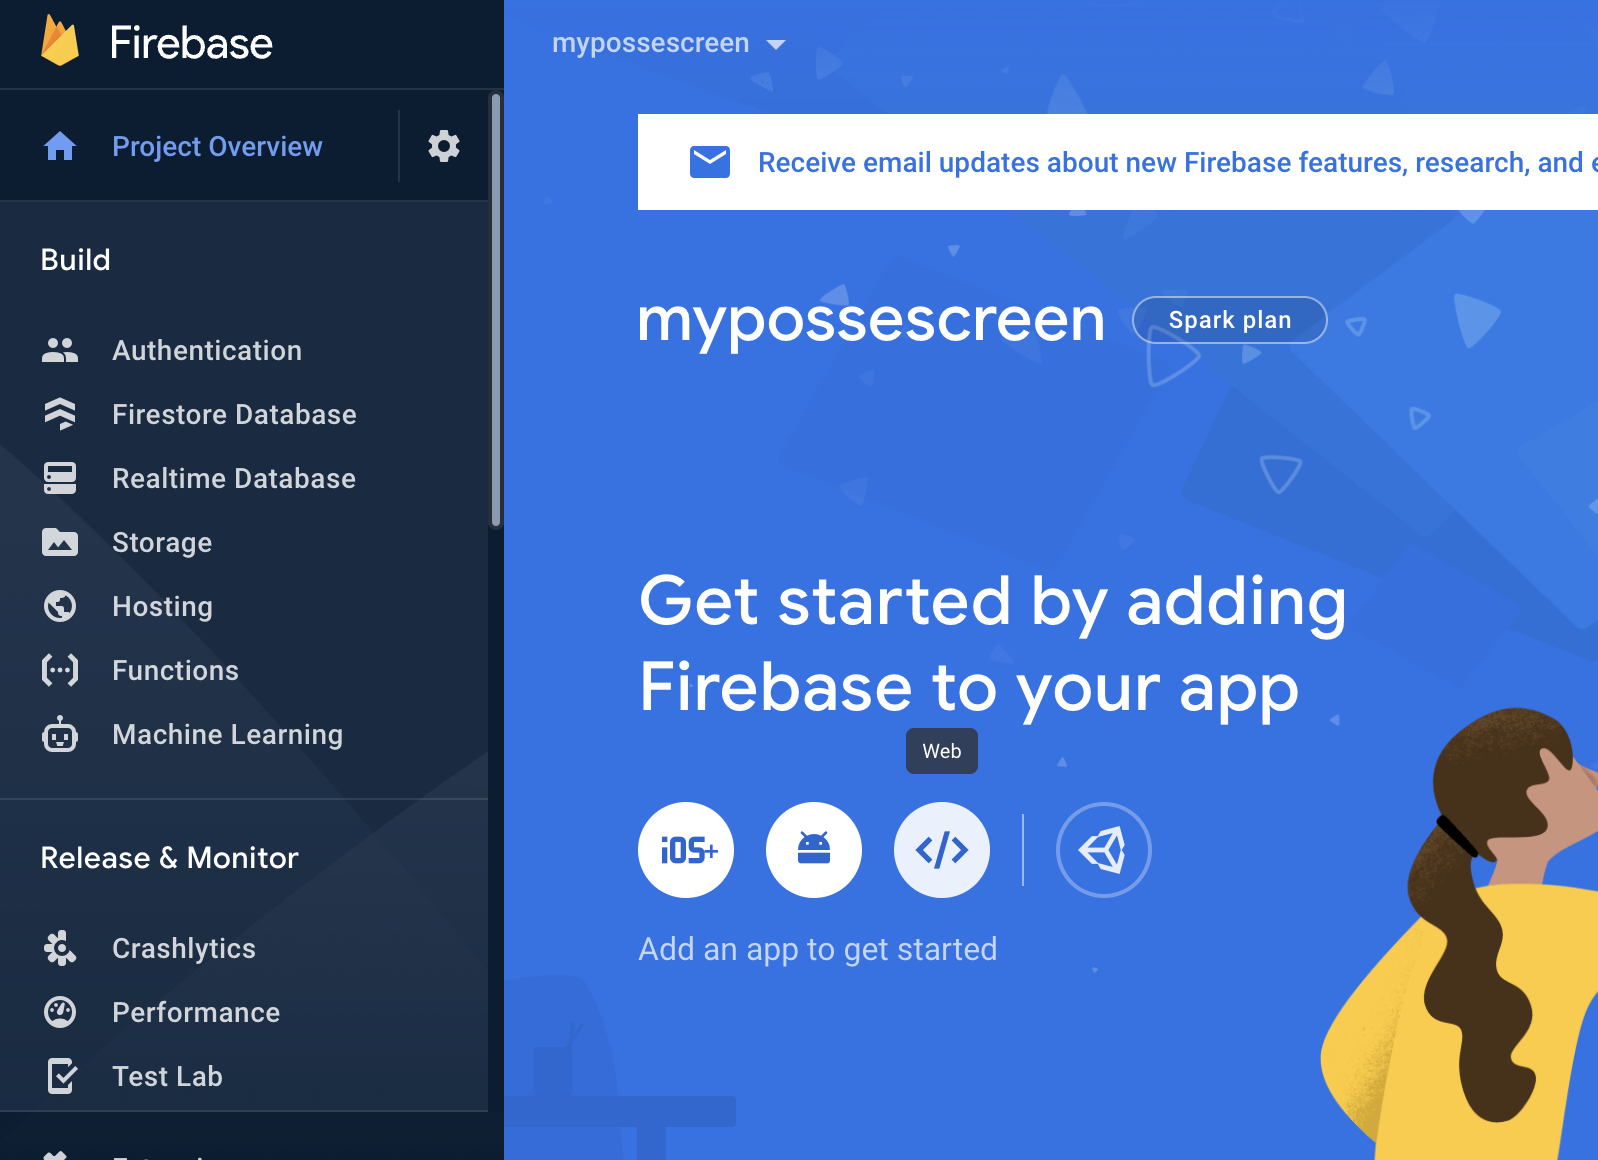 Firebase
Project Overview
Build
Authentication
Firestore Database
Realtime Database
Storage
Hosting
Functions
Machine Learning
Release & Monitor
Crashlytics
Performance
Test Lab
mypossescreen
Receive email updates about new Firebase features, research, and
mypossescreen
Spark plan
Get started by adding
Firebase to your app
Web
iOS+
</>
Add an app to get started